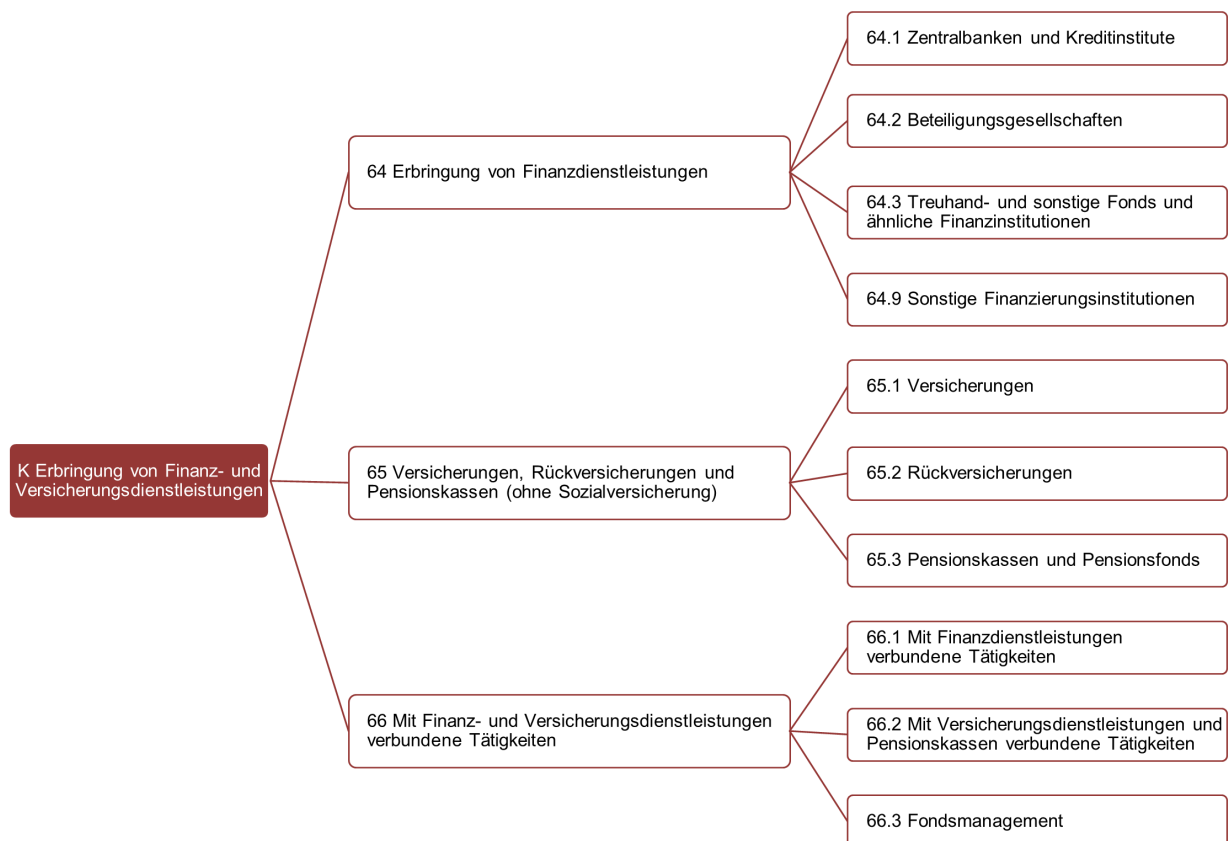 64.1 Zentralbanken und Kreditinstitute
64.2 Beteiligungsgesellschaften
64 Erbringung von Finanzdienstleistungen
64.3 Treuhand- und sonstige Fonds und
ähnliche Finanzinstitutionen
64.9 Sonstige Finanzierungsinstitutionen
65.1 Versicherungen
K Erbringung von Finanz- und
Versicherungsdienstleistungen
65 Versicherungen, Rückversicherungen und
Pensionskassen (ohne Sozialversicherung)
65.2 Rückversicherungen
65.3 Pensionskassen und Pensionsfonds
66.1 Mit Finanzdienstleistungen
verbundene Tätigkeiten
66 Mit Finanz- und Versicherungsdienstleistungen
verbundene Tätigkeiten
66.2 Mit Versicherungsdienstleistungen und
Pensionskassen verbundene Tätigkeiten
66.3 Fondsmanagement